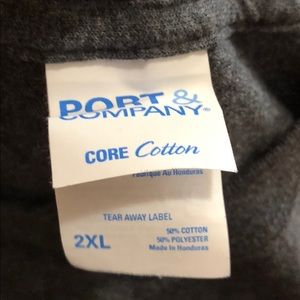 PORT &
COMPANY®
CORE Cotton
Fabriqué Au Honduras
TEAR AWAY LABEL
2XL
50% COTTON
50% POLYESTER
Made In Honduras